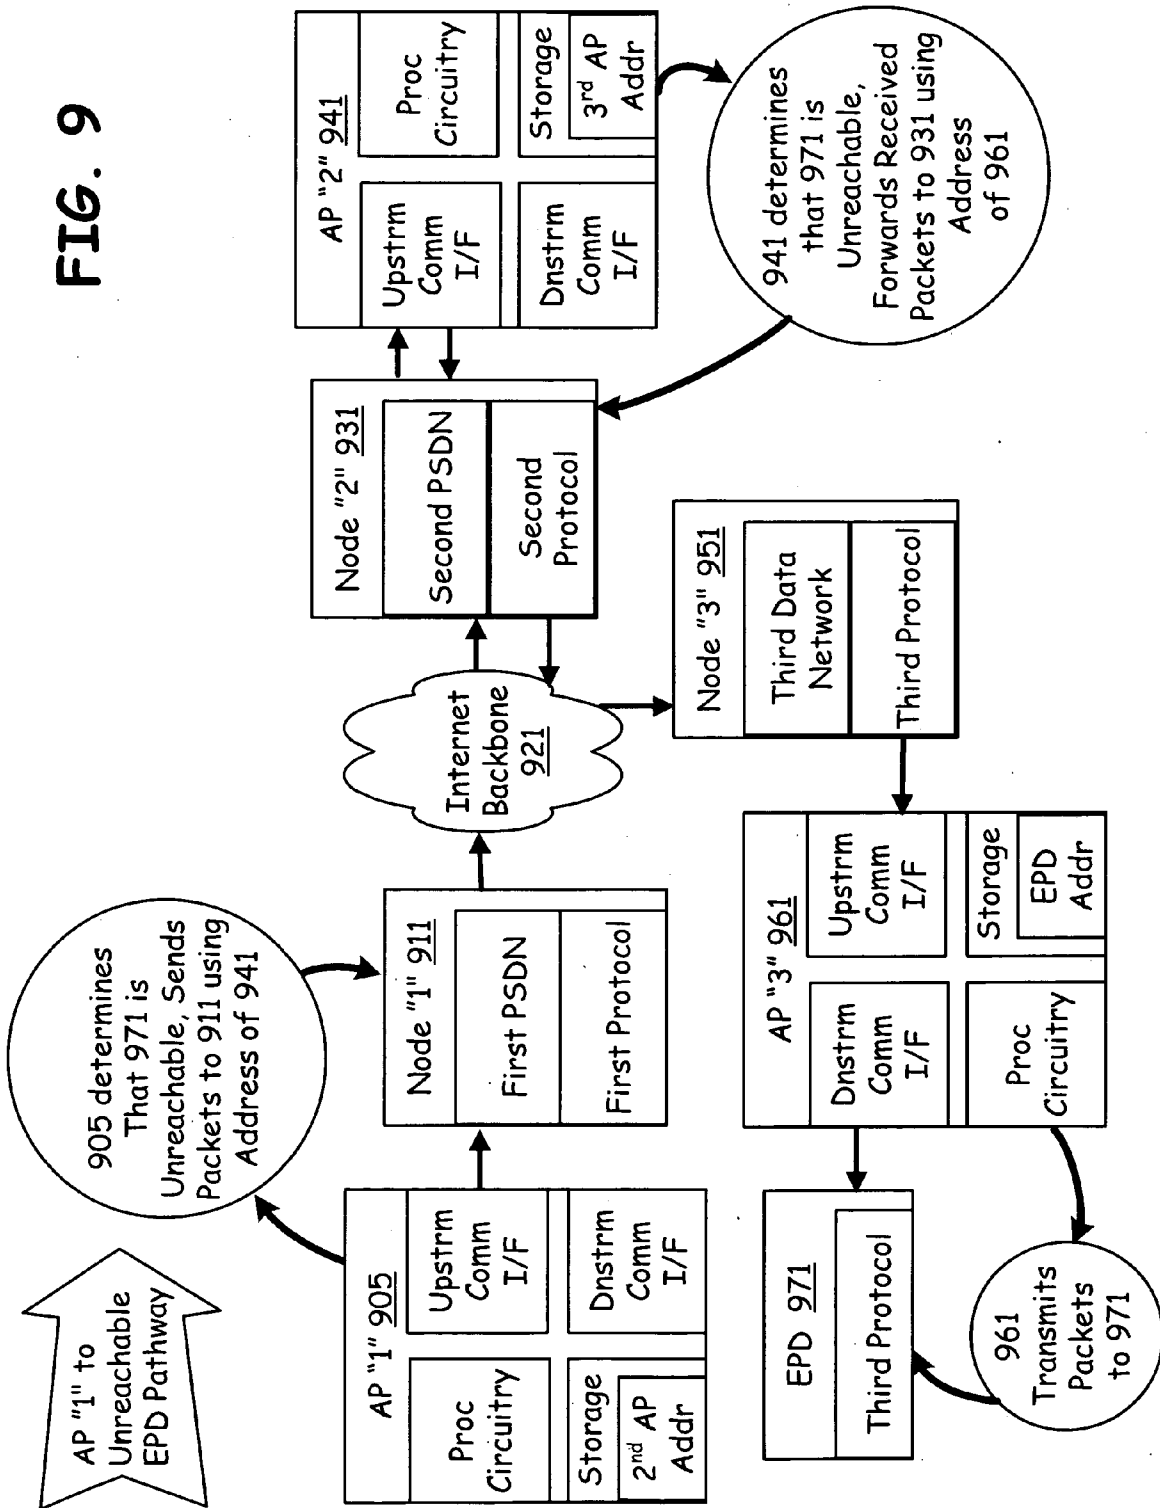 FIG. 9
AP "1" to
Unreachable
EPD Pathway
905 determines
That 971 is
Unreachable, Sends
Packets to 911 using
Address of 941
AP "1" 905
Proc
Circuitry
Upstrm
Comm
I/F
Storage
2nd AP
Addr
Dnstrm
Comm
I/F
Node "1" 911
First PSDN
First Protocol
Internet
Backbone
921
Node "2" 931
Second PSDN
Second
Protocol
AP "2" 941
Upstrm
Comm
I/F
Proc
Circuitry
Dnstrm
Comm
I/F
Storage
3rd AP
Addr
941 determines
that 971 is
Unreachable,
Forwards Received
Packets to 931 using
Address
of 961
Node "3" 951
Third Data
Network
Third Protocol
AP "3" 961
Dnstrm
Comm
I/F
Upstrm
Comm
I/F
Proc
Circuitry
Storage
EPD
Addr
EPD 971
Third Protocol
961
Transmits
Packets
to 971